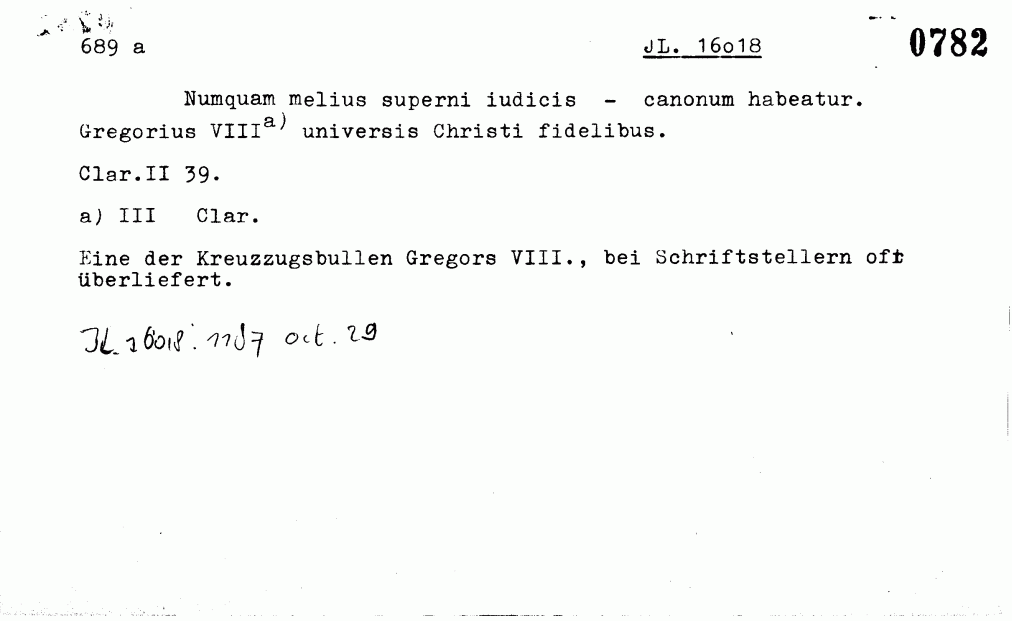 689 a JL. 16o18 0782
Numquam melius superni iudicis - canonum habeatur.
Gregorius VIII a) universis Christi fidelibus.
Clar.II 39.
a) III Clar.
Eine der Kreuzzugsbullen Gregors VIII., bei Schriftstellern oft
überliefert.
JL 16018: 1187 oct. 29